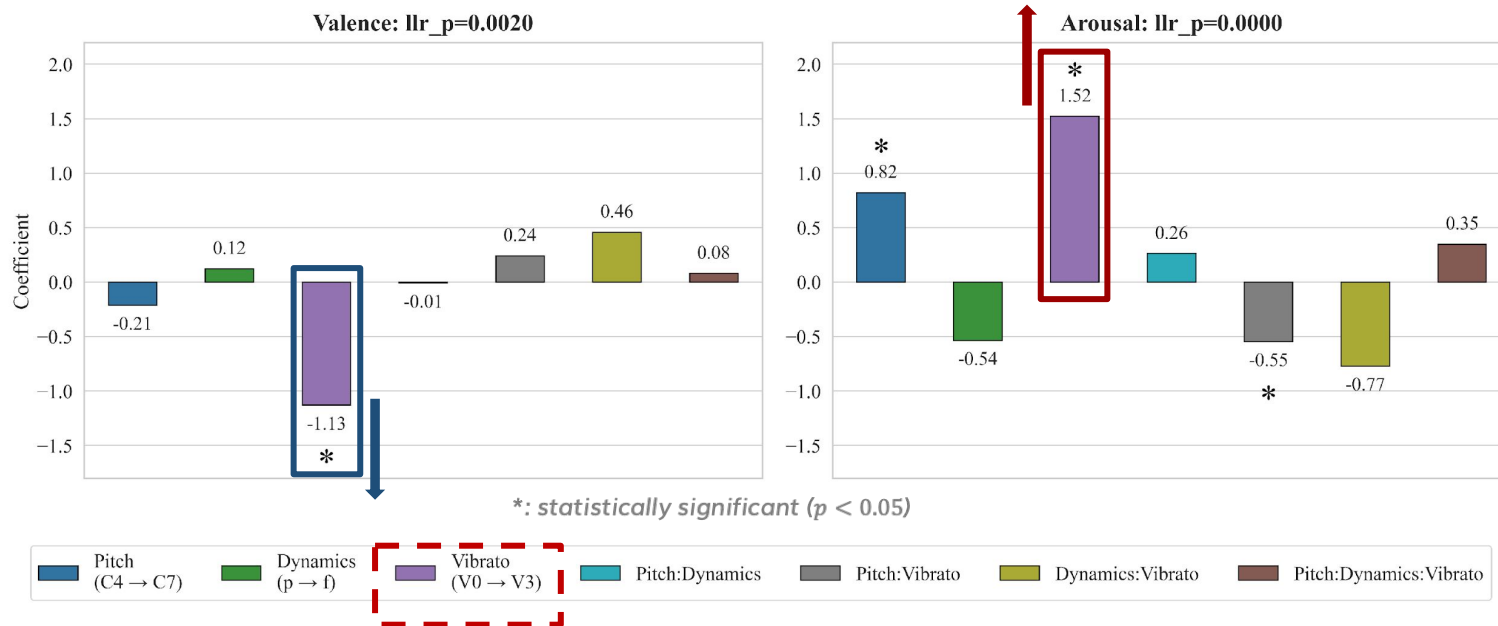 Valence: llr_p=0.0020
Coefficient
2.0
1.5
1.0
0.5
0.0
−0.5
−1.0
−1.5
-0.21
0.12
-1.13
*
-0.01
0.24
0.46
0.08
Arousal: llr_p=0.0000
2.0
1.5
1.0
0.5
0.0
−0.5
−1.0
−1.5
*
0.82
-0.54
*
1.52
0.26
-0.55
*
-0.77
0.35
*: statistically significant (p < 0.05)
Pitch
(C4 → C7)
Dynamics
(p → f)
Vibrato
(V0 → V3)
Pitch:Dynamics
Pitch:Vibrato
Dynamics:Vibrato
Pitch:Dynamics:Vibrato